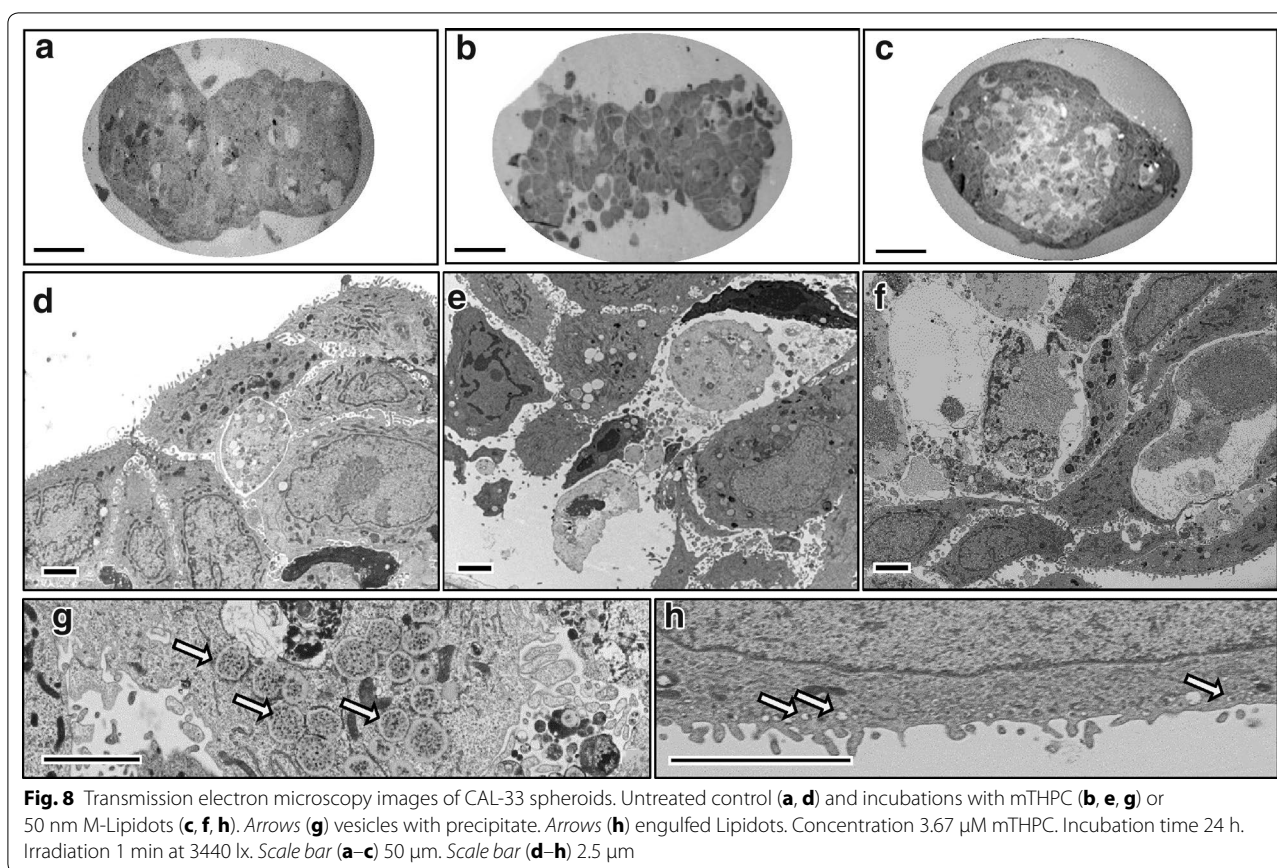 a
b
c
d
e
f
g
h
Fig. 8 Transmission electron microscopy images of CAL-33 spheroids. Untreated control (a, d) and incubations with mTHPC (b, e, g) or
50 nm M-Lipidots (c, f, h). Arrows (g) vesicles with precipitate. Arrows (h) engulfed Lipidots. Concentration 3.67 µM mTHPC. Incubation time 24 h.
Irradiation 1 min at 3440 lx. Scale bar (a–c) 50 µm. Scale bar (d–h) 2.5 µm